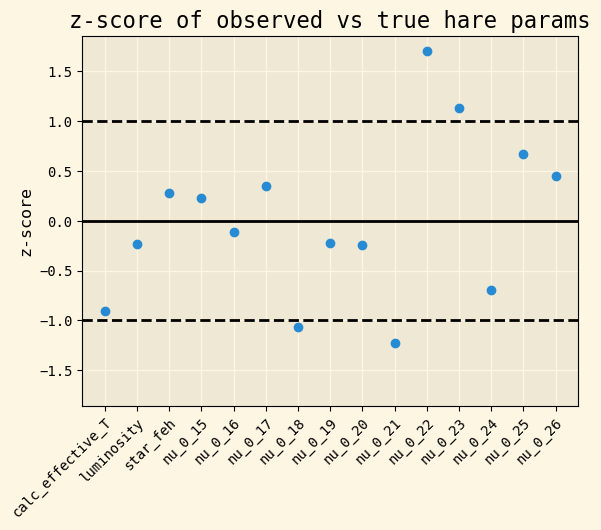 z-score of observed vs true hare params
z-score
1.5
1.0
0.5
0.0
−0.5
−1.0
−1.5
calc_effective_T
luminosity
star_feh
nu_0_15
nu_0_16
nu_0_17
nu_0_18
nu_0_19
nu_0_20
nu_0_21
nu_0_22
nu_0_23
nu_0_24
nu_0_25
nu_0_26